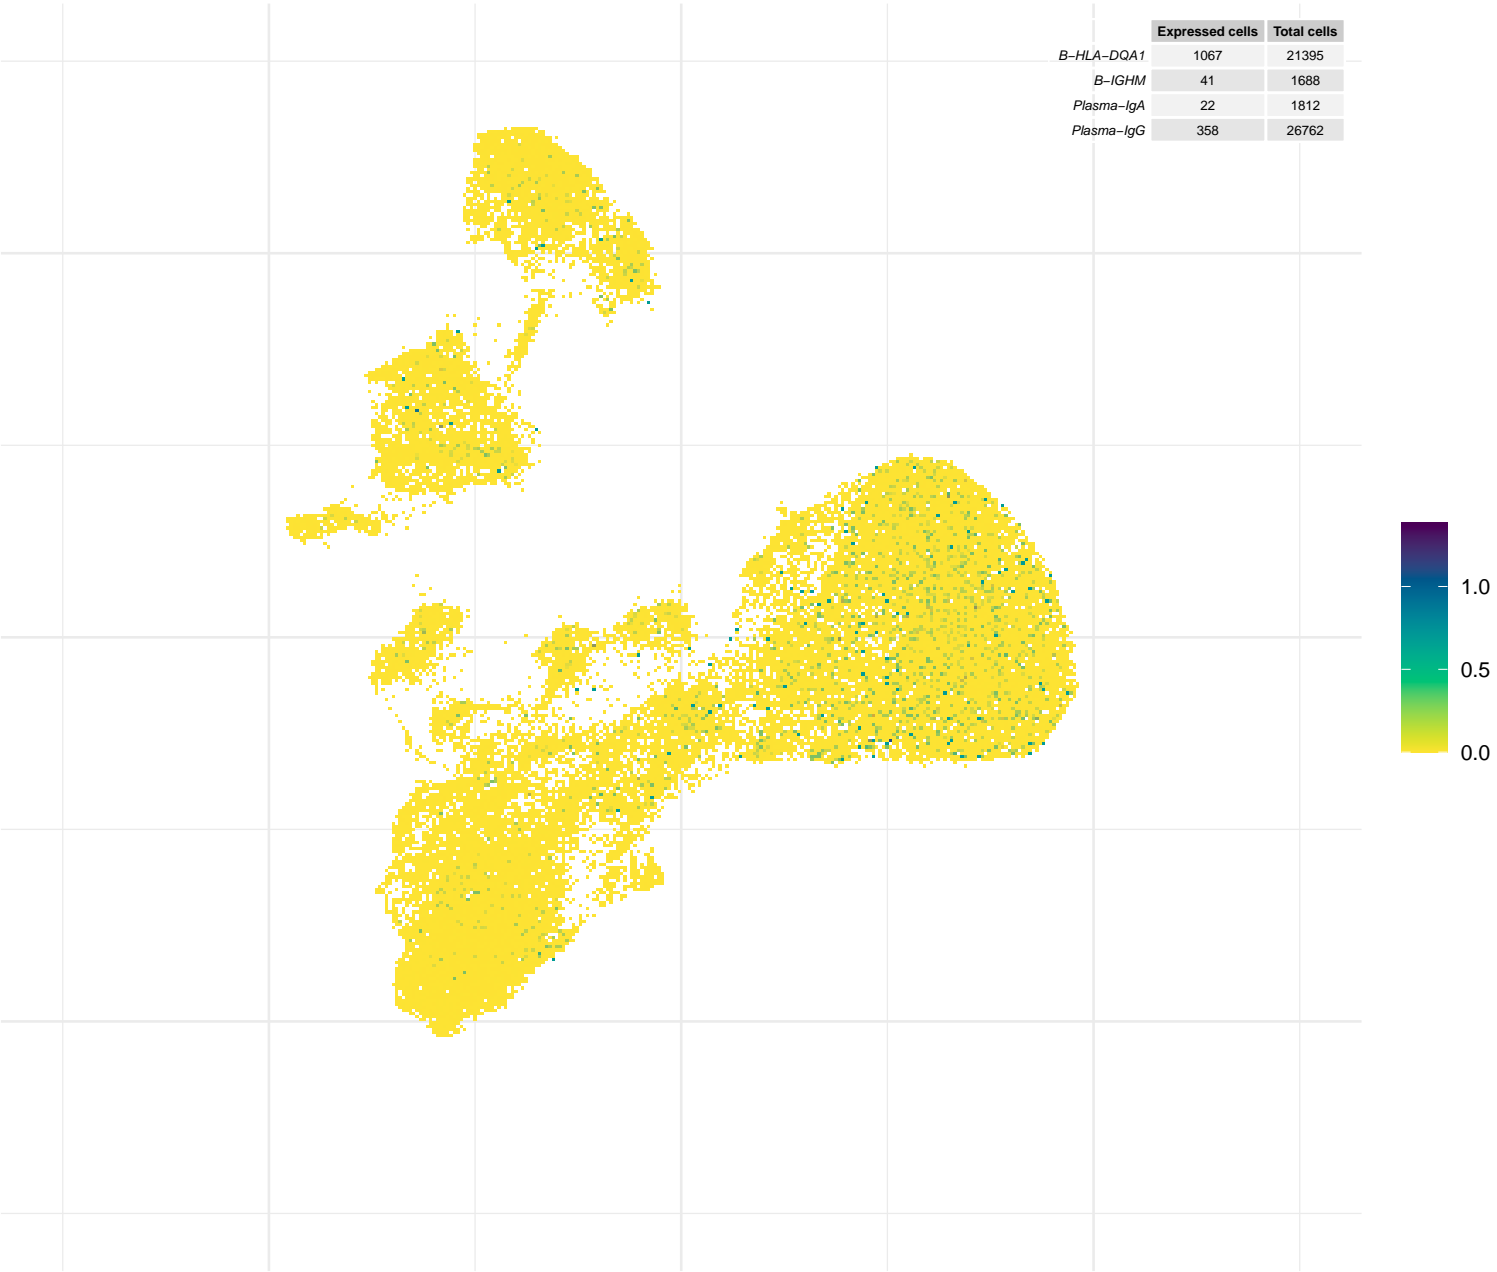 Expressed cells Total cells
B−HLA−DQA1 1067 21395
B−IGHM 41 1688
Plasma−IgA 22 1812
Plasma−IgG 358 26762
1.0
0.5
0.0